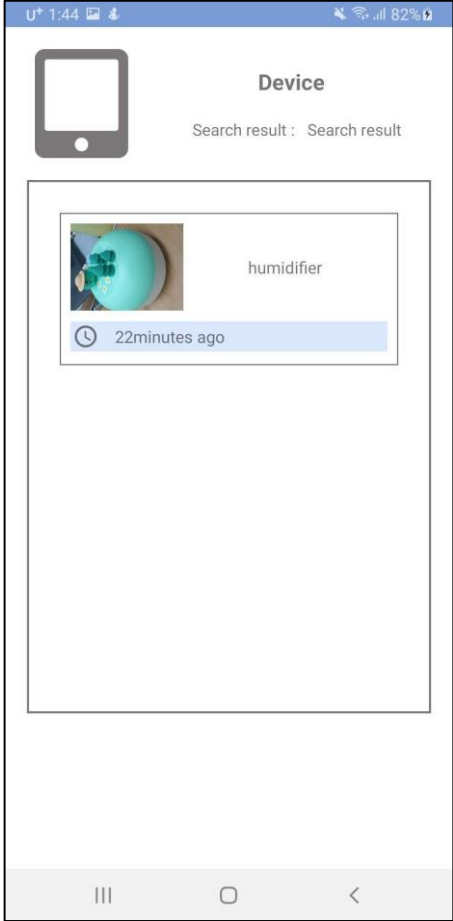 U+ 1:44 82%
Device
Search result : Search result
humidifier
22minutes ago